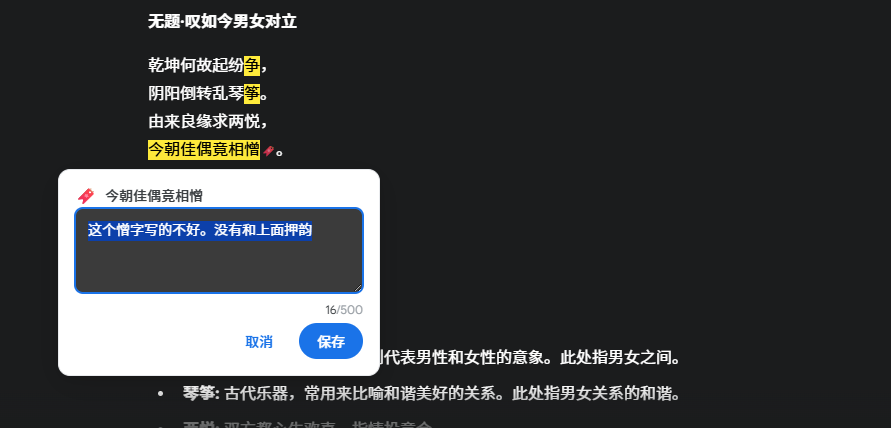 无题·叹如今男女对立
乾坤何故起纷争，
阴阳倒转乱琴筝。
由来良缘求两悦，
今朝佳偶竟相憎。
今朝佳偶竞相憎
这个憎字写的不好。没有和上面押韵
16/500
取消 保存
代表男性和女性的意象。此处指男女之间。
• 琴筝: 古代乐器，常用来比喻和谐美好的关系。此处指男女关系的和谐。